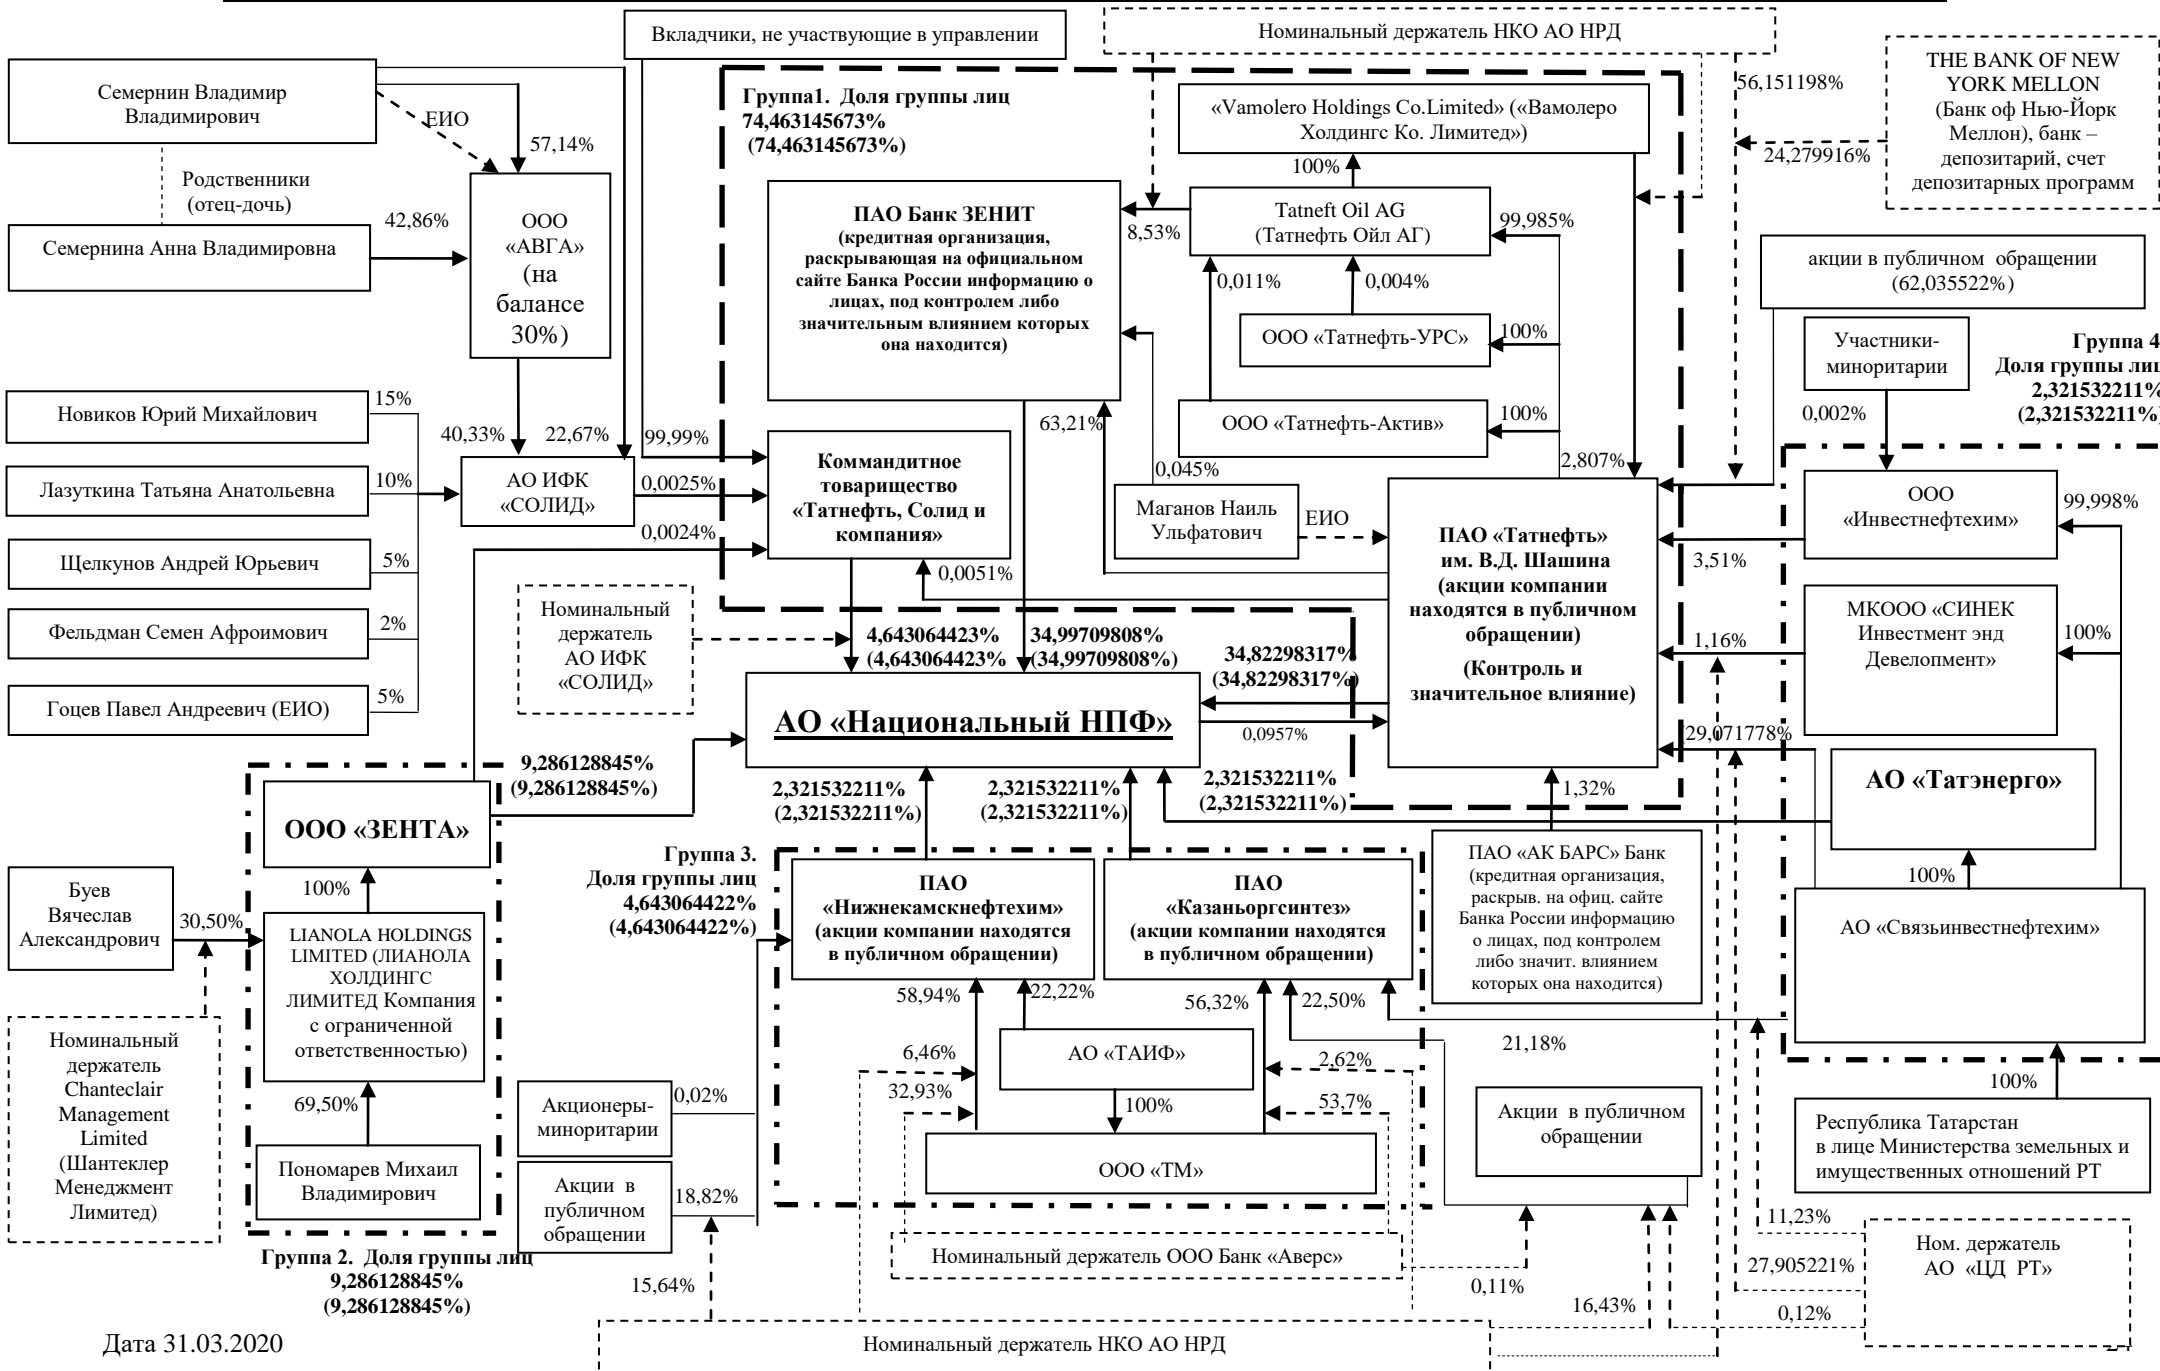 Вкладчики, не участвующие в управлении
Номинальный держатель НКО АО НРД
THE BANK OF NEW
YORK MELLON
(Банк оф Нью-Йорк
Меллон), банк –
депозитарий, счет
депозитарных программ
56,151198%
24,279916%
Семернин Владимир
Владимирович
ЕИО
57,14%
Родственники
(отец-дочь)
Семернина Анна Владимировна
42,86%
ООО
«АВГА»
(на
балансе
30%)
Группа1. Доля группы лиц
74,463145673%
(74,463145673%)
«Vamolero Holdings Co.Limited» («Вамолеро
Холдингс Ко. Лимитед»)
100%
ПАО Банк ЗЕНИТ
(кредитная организация,
раскрывающая на официальном
сайте Банка России информацию о
лицах, под контролем либо
значительным влиянием которых
она находится)
8,53%
Tatneft Oil AG
(Татнефть Ойл АГ)
99,985%
0,011%
0,004%
ООО «Татнефть-УРС»
100%
ООО «Татнефть-Актив»
100%
акции в публичном обращении
(62,035522%)
Участники-
миноритарии
0,002%
Группа 4
Доля группы лиц
2,321532211%
(2,321532211%)
Новиков Юрий Михайлович
15%
Лазуткина Татьяна Анатольевна
10%
Щелкунов Андрей Юрьевич
5%
Фельдман Семен Афроимович
2%
Гоцев Павел Андреевич (ЕИО)
5%
40,33%
22,67%
99,99%
АО ИФК
«СОЛИД»
0,0025%
0,0024%
Коммандитное
товарищество
«Татнефть, Солид и
компания»
63,21%
0,045%
2,807%
Маганов Наиль
Ульфатович
ЕИО
0,0051%
ПАО «Татнефть»
им. В.Д. Шашина
(акции компании
находятся в публичном
обращении)
(Контроль и
значительное влияние)
ООО
«Инвестнефтехим»
99,998%
3,51%
МКООО «СИНЕК
Инвестмент энд
Девелопмент»
100%
1,16%
(29,071778%
Номинальный
держатель
АО ИФК
«СОЛИД»
4,643064423%
(4,643064423%
34,99709808%
(34,99709808%)
34,82298317%
(34,82298317%)
АО «Национальный НПФ»
0,0957%
9,286128845%
(9,286128845%)
2,321532211%
(2,321532211%)
2,321532211%
(2,321532211%)
2,321532211%
(2,321532211%)
1,32%
АО «Татэнерго»
100%
ООО «ЗЕНТА»
100%
Буев
Вячеслав
Александрович
30,50%
LIANOLA HOLDINGS
LIMITED (ЛИАНОЛА
ХОЛДИНГС
ЛИМИТЕД Компания
с ограниченной
ответственностью)
69,50%
Пономарев Михаил
Владимирович
Номинальный
держатель
Chanteclair
Management
Limited
(Шантеклер
Менеджмент
Лимитед)
Группа 2. Доля группы лиц
9,286128845%
(9,286128845%)
Группа 3.
Доля группы лиц
4,643064422%
(4,643064422%)
ПАО
«Нижнекамскнефтехим»
(акции компании находятся
в публичном обращении)
ПАО
«Казаньоргсинтез»
(акции компании находятся
в публичном обращении)
ПАО «АК БАРС» Банк
(кредитная организация,
раскрыв. на офиц. сайте
Банка России информацию
о лицах, под контролем
либо значит. влиянием
которых она находится)
АО «Связьинвестнефтехим»
58,94%
22,22%
56,32%
22,50%
21,18%
АО «ТАИФ»
6,46%
32,93%
2,62%
53,7%
100%
ООО «ТМ»
Акционеры-
миноритарии
0,02%
Акции в
публичном
обращении
18,82%
Акции в публичном
обращении
100%
Республика Татарстан
в лице Министерства земельных и
имущественных отношений РТ
Номинальный держатель ООО Банк «Аверс»
15,64%
0,11%
16,43%
11,23%
27,905221%
0,12%
Ном. держатель
АО «ЦД РТ»
Номинальный держатель НКО АО НРД
Дата 31.03.2020